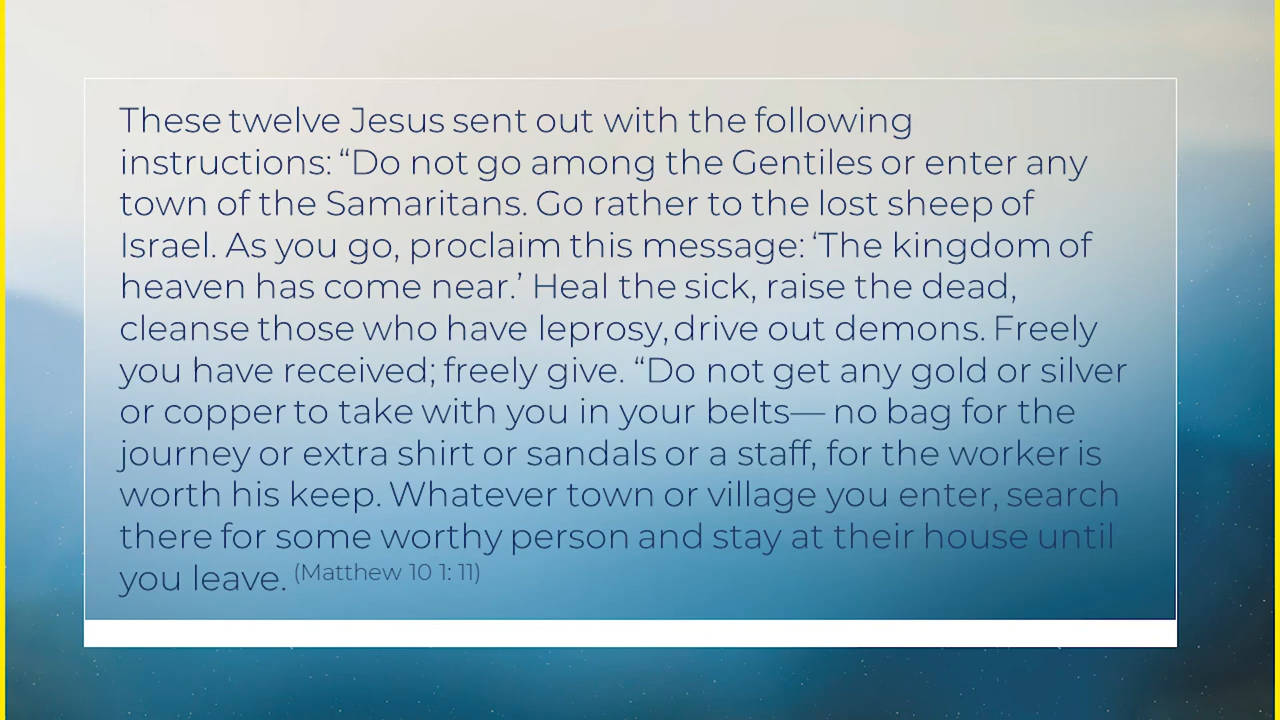 These twelve Jesus sent out with the following
instructions: “Do not go among the Gentiles or enter any
town of the Samaritans. Go rather to the lost sheep of
Israel. As you go, proclaim this message: ‘The kingdom of
heaven has come near.’ Heal the sick, raise the dead,
cleanse those who have leprosy, drive out demons. Freely
you have received; freely give. “Do not get any gold or silver
or copper to take with you in your belts— no bag for the
journey or extra shirt or sandals or a staff, for the worker is
worth his keep. Whatever town or village you enter, search
there for some worthy person and stay at their house until
you leave. (Matthew 10 1: 11)